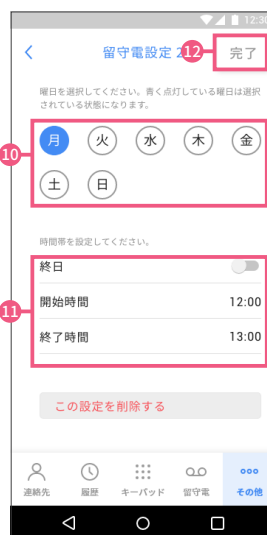 12:30
留守電設定 2
12
完了
曜日を選択してください。青く点灯している曜日は選択
されている状態になります。
10
月 火 水 木 金
土 日
時間帯を設定してください。
終日
11
開始時間 12:00
終了時間 13:00
この設定を削除する
連絡先 履歴 キーパッド 留守電 その他